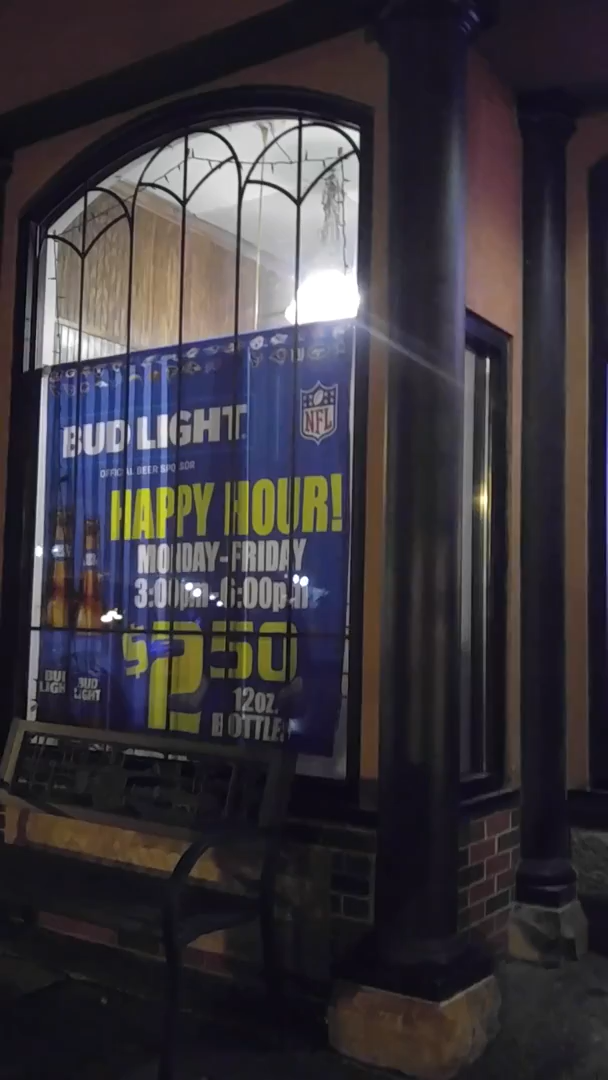 BUD LIGHT
NFL
OFFICIAL BEER SPONSOR
HAPPY HOUR!
MONDAY-FRIDAY
3:00pm-6:00pm
$2.50
12oz.
BOTTLES
BUD
LIGHT
BUD
LIGHT